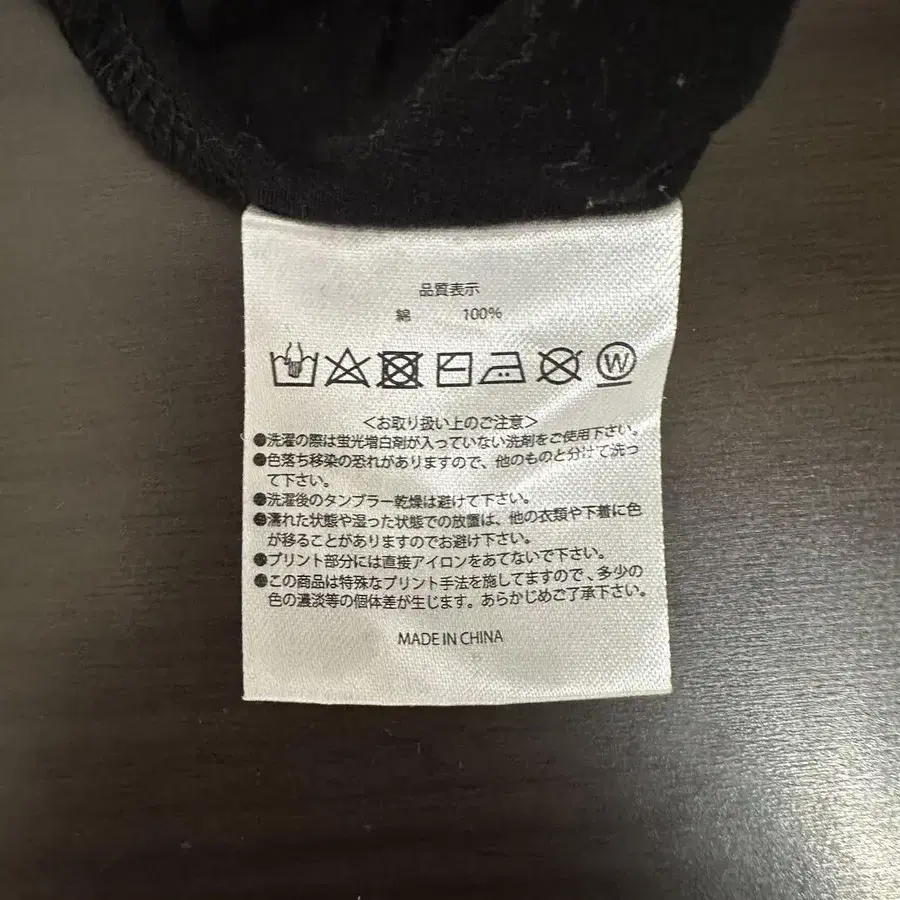 品質表示
綿 100%
W
<お取り扱い上のご注意>
●洗濯の際は蛍光増白剤が入っていない洗剤をご使用下さい。
●色落ち移染の恐れがありますので、他のものと分けて洗っ
て下さい。
●洗濯後のタンブラー乾燥は避けて下さい。
●濡れた状態や湿った状態での放置は、他の衣類や下着に色
が移ることがありますのでお避け下さい。
●プリント部分には直接アイロンをあてないで下さい。
●この商品は特殊なプリント手法を施してますので、多少の
色の濃淡等の個体差が生じます。あらかじめご了承下さい。
MADE IN CHINA